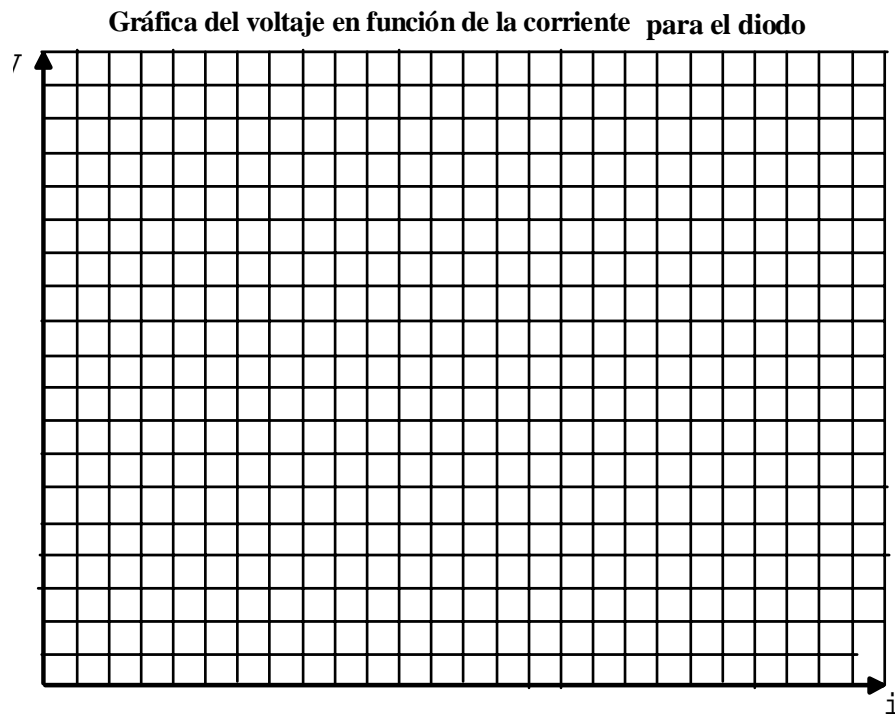 Gráfica del voltaje en función de la corriente para el diodo
V
i